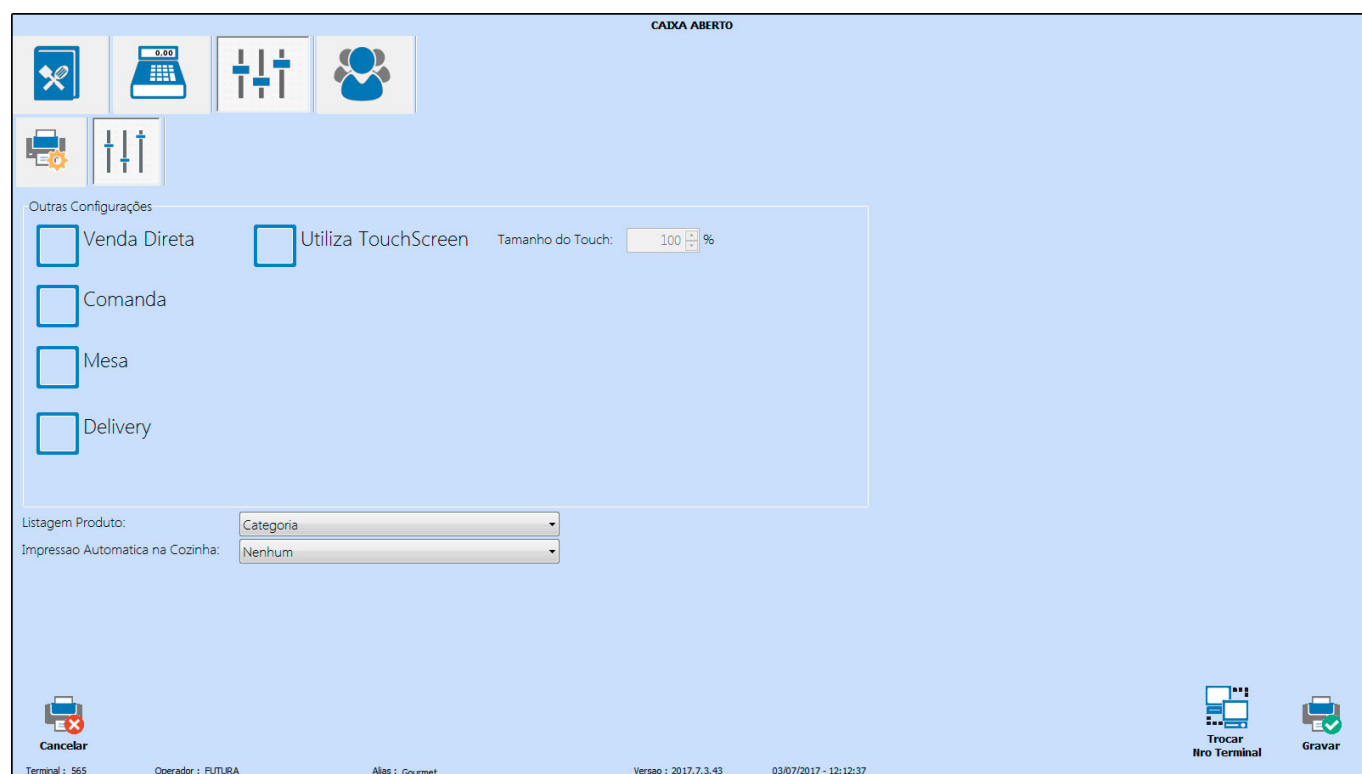 CAIXA ABERTO
0,00
Outras Configurações
Venda Direta Utiliza TouchScreen Tamanho do Touch: 100 %
Comanda
Mesa
Delivery
Listagem Produto: Categoria
Impressao Automatica na Cozinha: Nenhum
Cancelar
Trocar
Nro Terminal
Gravar
Terminal : 565 Operador : FUTURA Alias : Gourmet Versao : 2017.7.3.43 03/07/2017 - 12:12:37